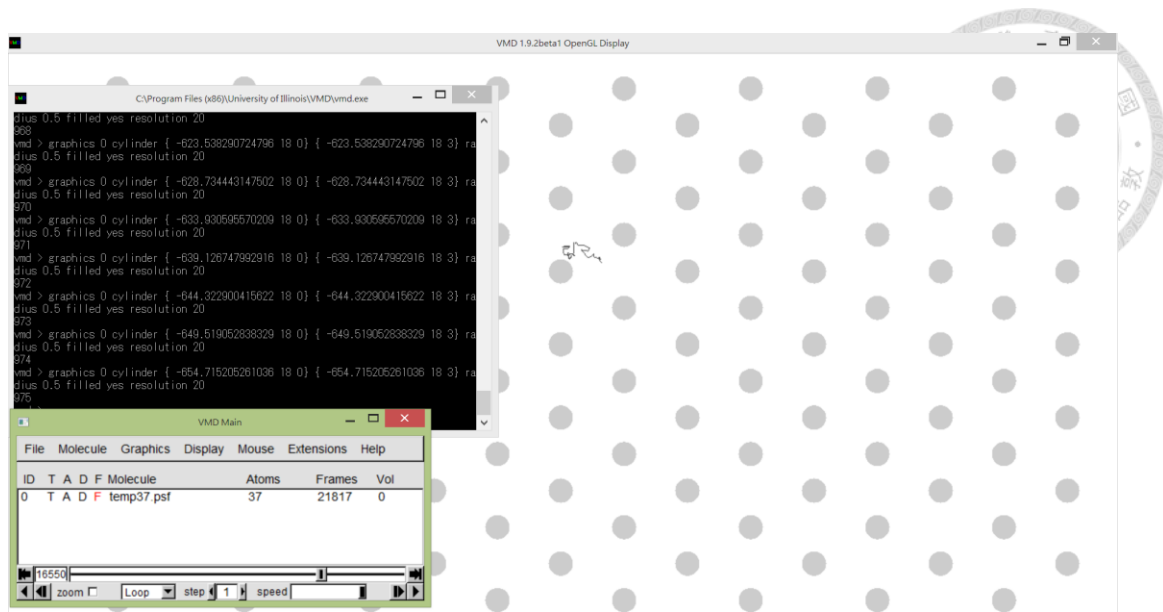 VMD 1.9.2beta1 OpenGL Display
C:\Program Files (x86)\University of Illinois\VMD\vmd.exe
dius 0.5 filled yes resolution 20
968
vmd > graphics 0 cylinder { -623.538290724796 18 0} { -623.538290724796 18 3} ra
dius 0.5 filled yes resolution 20
969
vmd > graphics 0 cylinder { -628.734443147502 18 0} { -628.734443147502 18 3} ra
dius 0.5 filled yes resolution 20
970
vmd > graphics 0 cylinder { -633.930595570209 18 0} { -633.930595570209 18 3} ra
dius 0.5 filled yes resolution 20
971
vmd > graphics 0 cylinder { -639.126747992916 18 0} { -639.126747992916 18 3} ra
dius 0.5 filled yes resolution 20
972
vmd > graphics 0 cylinder { -644.322900415622 18 0} { -644.322900415622 18 3} ra
dius 0.5 filled yes resolution 20
973
vmd > graphics 0 cylinder { -649.519052838329 18 0} { -649.519052838329 18 3} ra
dius 0.5 filled yes resolution 20
974
vmd > graphics 0 cylinder { -654.715205261036 18 0} { -654.715205261036 18 3} ra
dius 0.5 filled yes resolution 20
975
VMD Main
File Molecule Graphics Display Mouse Extensions Help
ID T A D F Molecule Atoms Frames Vol
0 T A D F temp37.psf 37 21817 0
16550
zoom Loop step 1 speed